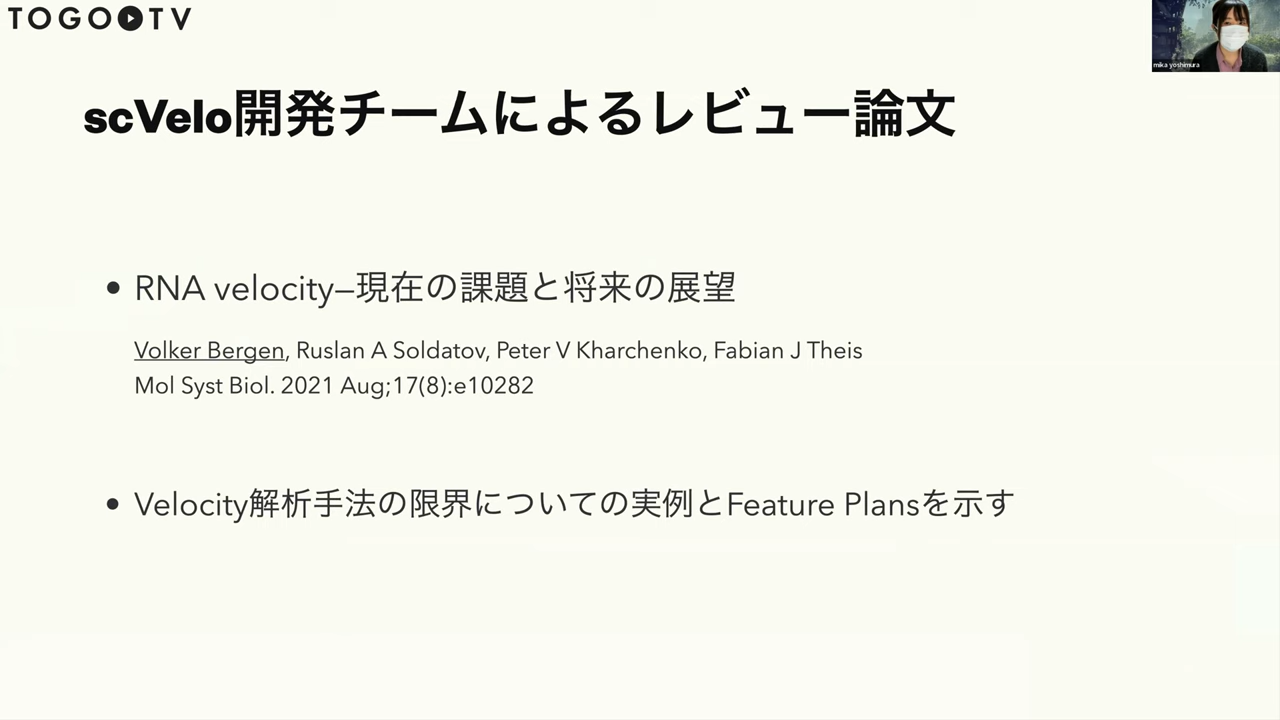 TOGO TV
mika yoshimura
scVelo開発チームによるレビュー論文
• RNA velocity—現在の課題と将来の展望
Volker Bergen, Ruslan A Soldatov, Peter V Kharchenko, Fabian J Theis
Mol Syst Biol. 2021 Aug;17(8):e10282
• Velocity解析手法の限界についての実例とFeature Plansを示す